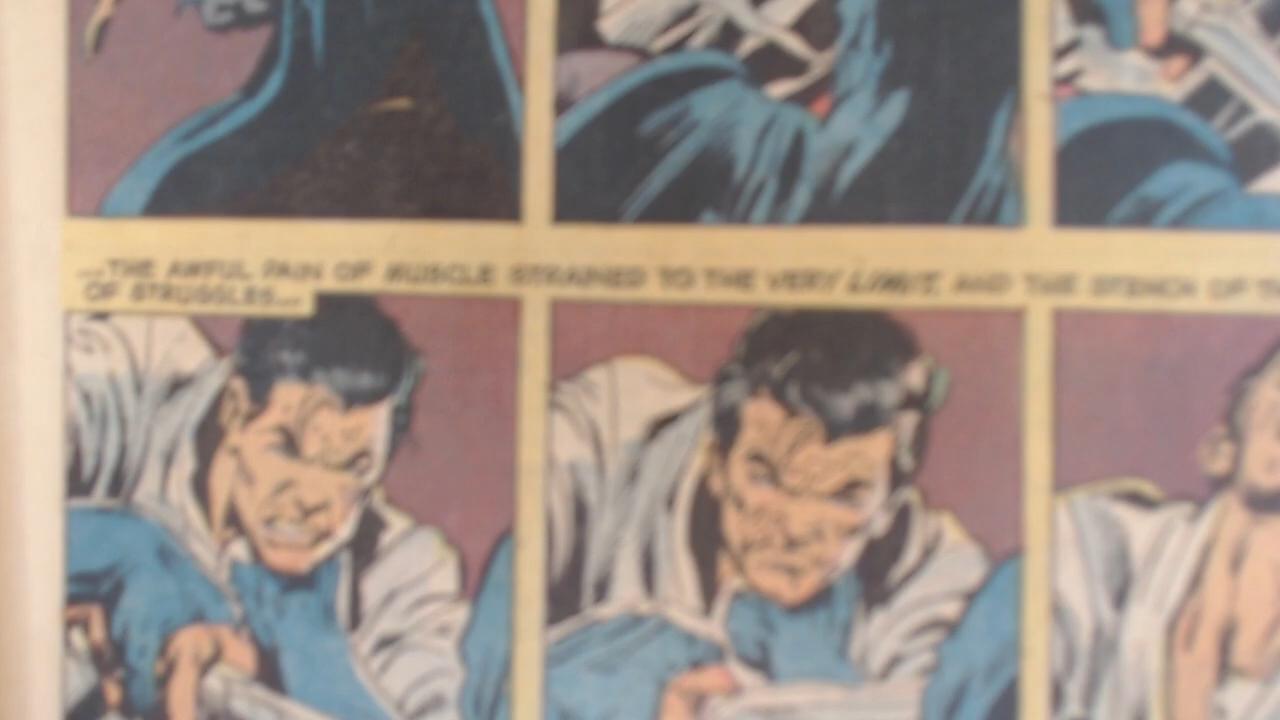 ...THE AWFUL PAIN OF MUSCLE STRAINED TO THE VERY LIMIT. AND THE STENCH OF
OF STRUGGLES...